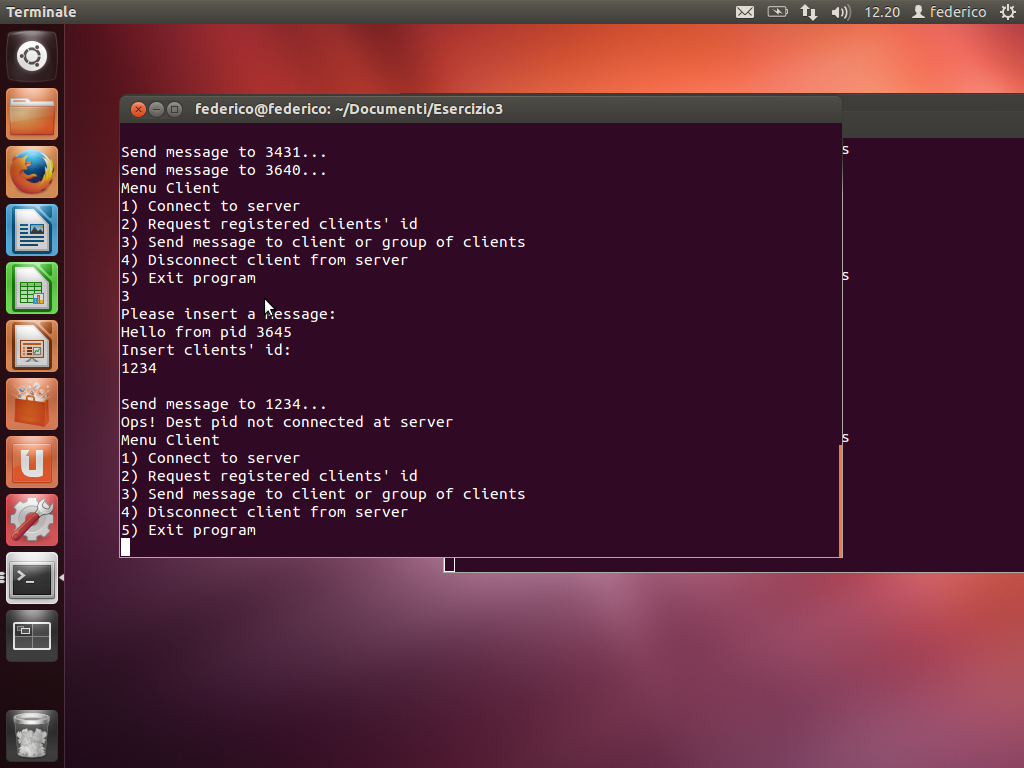 Terminale
12.20
federico
federico@federico: ~/Documenti/Esercizio3
Send message to 3431...
Send message to 3640...
Menu Client
1) Connect to server
2) Request registered clients' id
3) Send message to client or group of clients
4) Disconnect client from server
5) Exit program
3
Please insert a message:
Hello from pid 3645
Insert clients' id:
1234
Send message to 1234...
Ops! Dest pid not connected at server
Menu Client
1) Connect to server
2) Request registered clients' id
3) Send message to client or group of clients
4) Disconnect client from server
5) Exit program
s
s
s